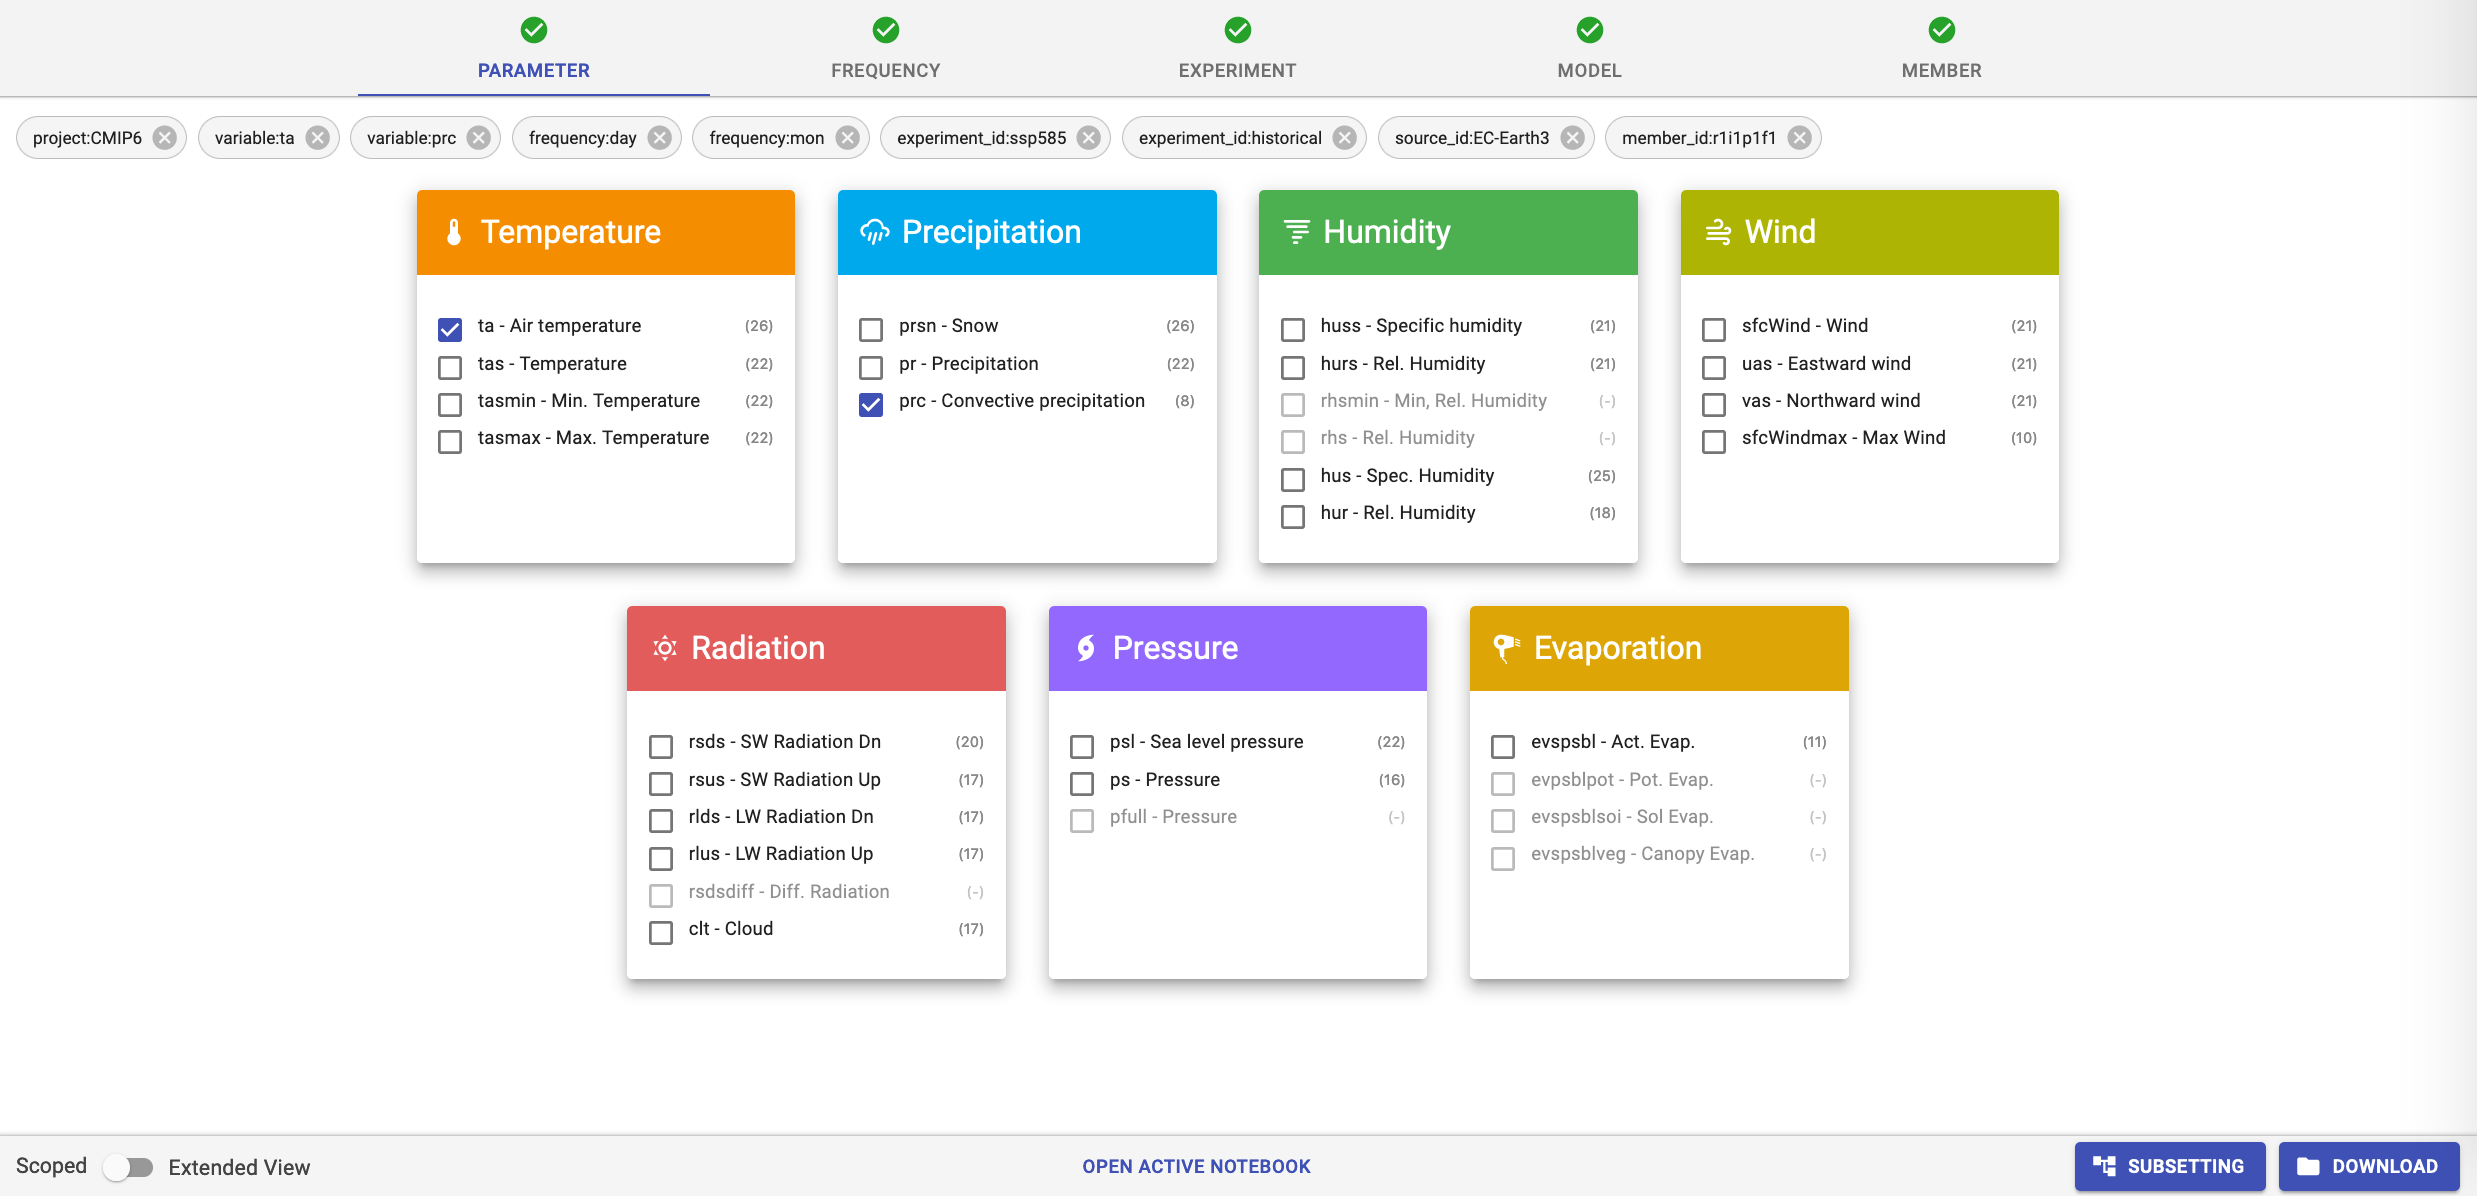 PARAMETER FREQUENCY EXPERIMENT MODEL MEMBER
project:CMIP6 variable:ta variable:prc frequency:day frequency:mon experiment_id:ssp585 experiment_id:historical source_id:EC-Earth3 member_id:r1i1p1f1
Temperature
ta - Air temperature (26)
tas - Temperature (22)
tasmin - Min. Temperature (22)
tasmax - Max. Temperature (22)
Precipitation
prsn - Snow (26)
pr - Precipitation (22)
prc - Convective precipitation (8)
Humidity
huss - Specific humidity (21)
hurs - Rel. Humidity (21)
rhsmin - Min, Rel. Humidity (-)
rhs - Rel. Humidity (-)
hus - Spec. Humidity (25)
hur - Rel. Humidity (18)
Wind
sfcWind - Wind (21)
uas - Eastward wind (21)
vas - Northward wind (21)
sfcWindmax - Max Wind (10)
Radiation
rsds - SW Radiation Dn (20)
rsus - SW Radiation Up (17)
rlds - LW Radiation Dn (17)
rlus - LW Radiation Up (17)
rsdsdiff - Diff. Radiation (-)
clt - Cloud (17)
Pressure
psl - Sea level pressure (22)
ps - Pressure (16)
pfull - Pressure (-)
Evaporation
evspsbl - Act. Evap. (11)
evpsblpot - Pot. Evap. (-)
evspsblsoi - Sol Evap. (-)
evspsblveg - Canopy Evap. (-)
Scoped Extended View OPEN ACTIVE NOTEBOOK SUBSETTING DOWNLOAD